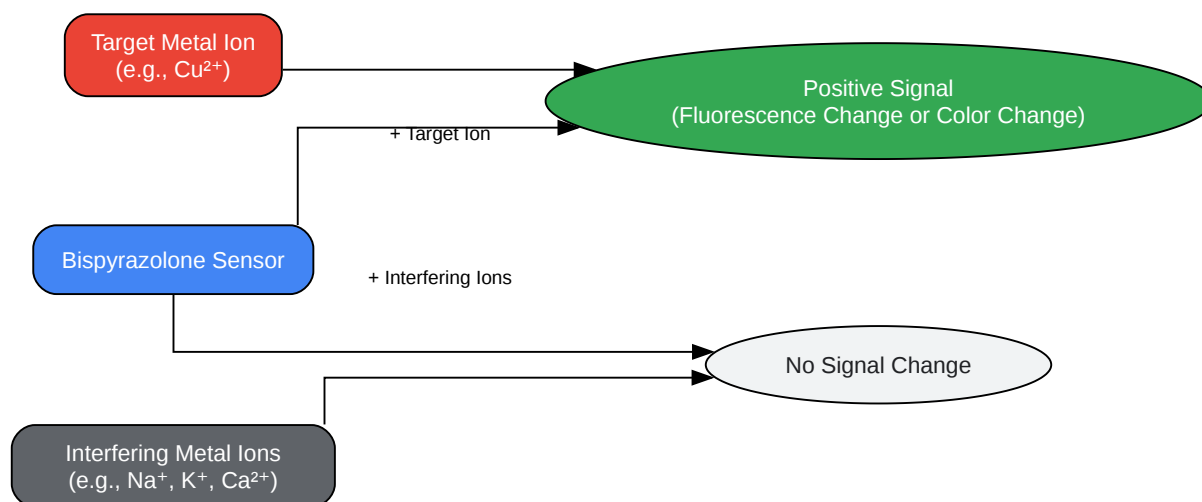 Target Metal Ion
(e.g., Cu²⁺)
Positive Signal
(Fluorescence Change or Color Change)
+ Target Ion
Bispyrazolone Sensor
+ Interfering Ions
No Signal Change
Interfering Metal Ions
(e.g., Na⁺, K⁺, Ca²⁺)